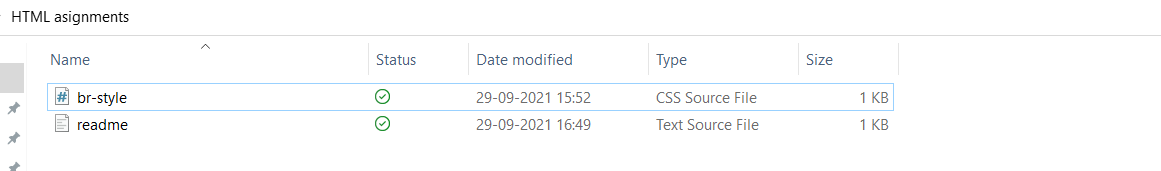 HTML asignments
Name Status Date modified Type Size
br-style 29-09-2021 15:52 CSS Source File 1 KB
readme 29-09-2021 16:49 Text Source File 1 KB